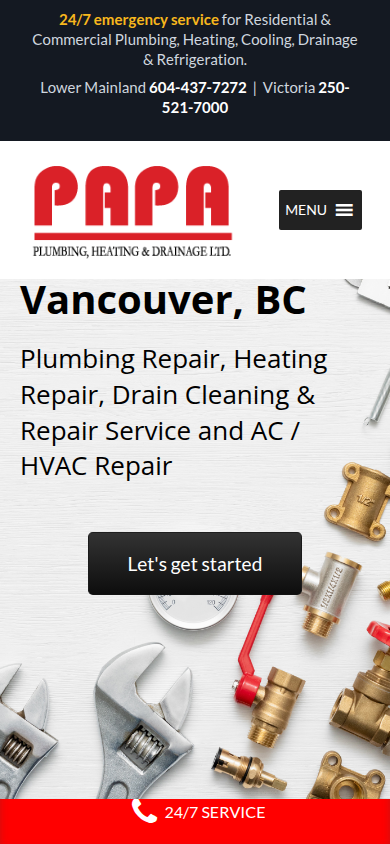 24/7 emergency service for Residential &
Commercial Plumbing, Heating, Cooling, Drainage
& Refrigeration.
Lower Mainland 604-437-7272 | Victoria 250-
521-7000
PAPA
PLUMBING, HEATING & DRAINAGE LTD.
MENU
Vancouver, BC
Plumbing Repair, Heating
Repair, Drain Cleaning &
Repair Service and AC /
HVAC Repair
Let's get started
24/7 SERVICE